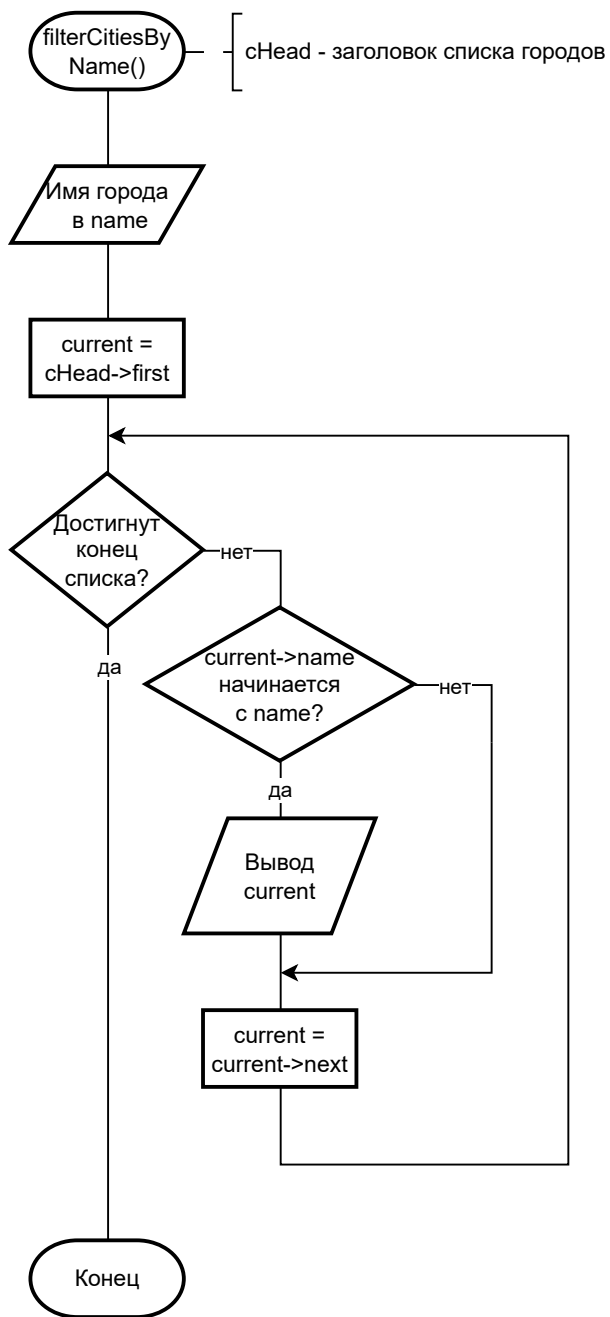 filterCitiesBy
Name()
cHead - заголовок списка городов
Имя города
в name
current =
cHead->first
Достигнут
конец
списка?
нет
да
current->name
начинается
с name?
нет
да
Вывод
current
current =
current->next
Конец